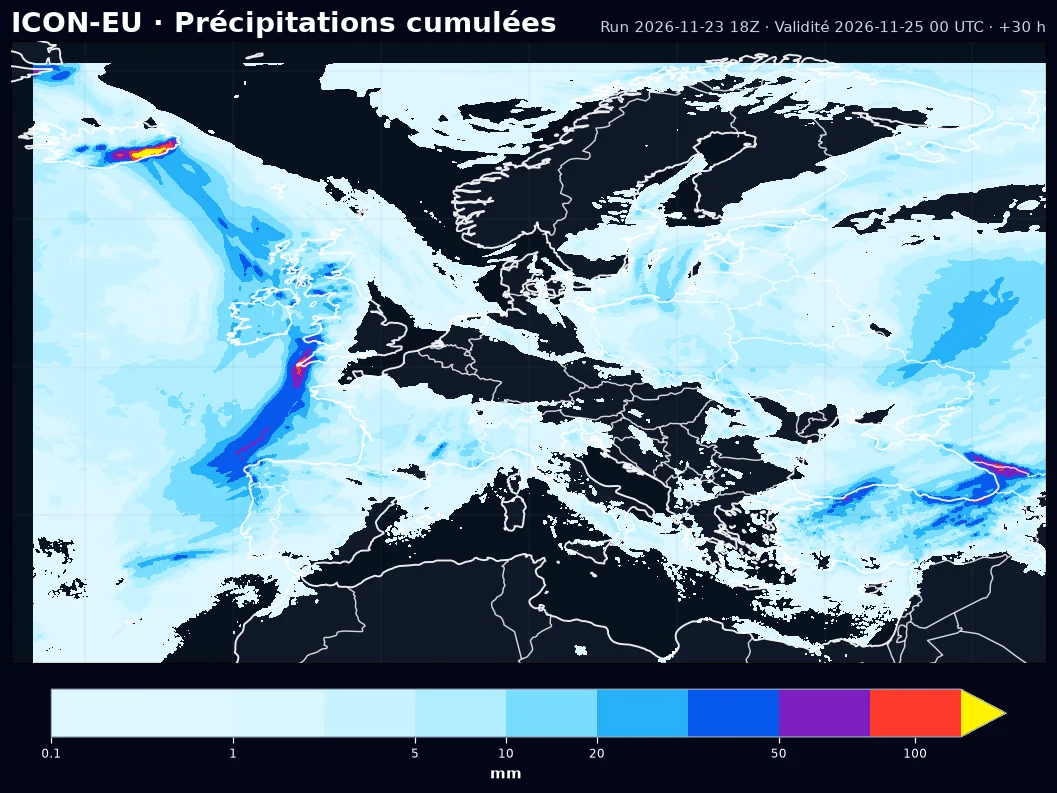 ICON-EU · Précipitations cumulées
Run 2026-11-23 18Z · Validité 2026-11-25 00 UTC · +30 h
0.1 1 5 10 20 50 100
mm